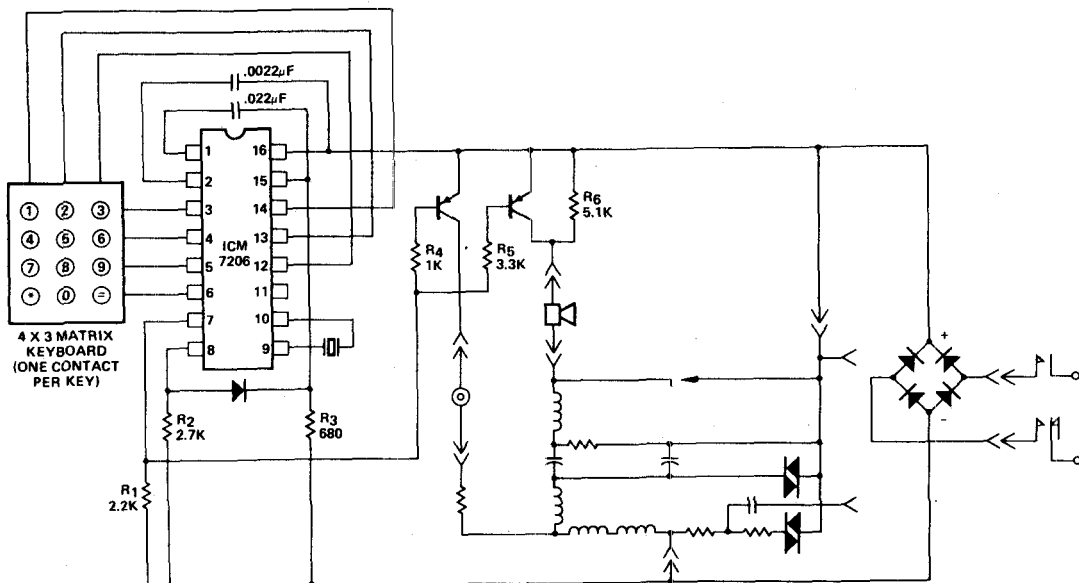 .0022μF
.022μF
1 16
2 15
3 14
4 13
5 12
6 11
7 10
8 9
ICM
7206
1 2 3
4 5 6
7 8 9
* 0 =
4 X 3 MATRIX
KEYBOARD
(ONE CONTACT
PER KEY)
R1
2.2K
R2
2.7K
R3
680
R4
1K
R5
3.3K
R6
5.1K
+
−